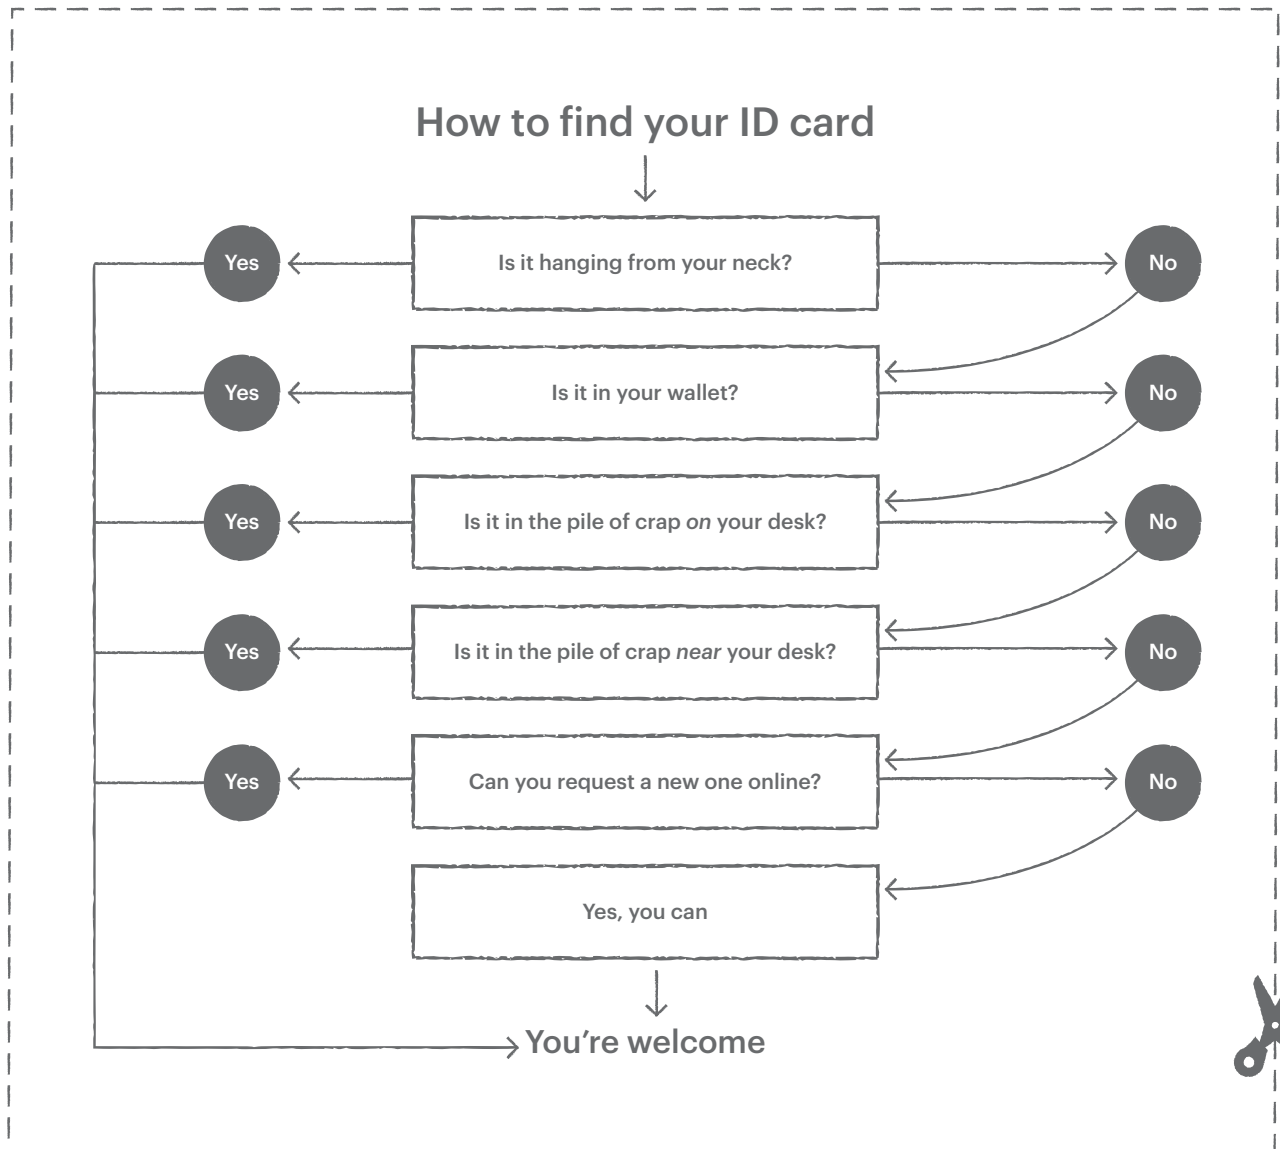 How to find your ID card
Yes
Is it hanging from your neck?
No
Yes
Is it in your wallet?
No
Yes
Is it in the pile of crap on your desk?
No
Yes
Is it in the pile of crap near your desk?
No
Yes
Can you request a new one online?
No
Yes, you can
You’re welcome